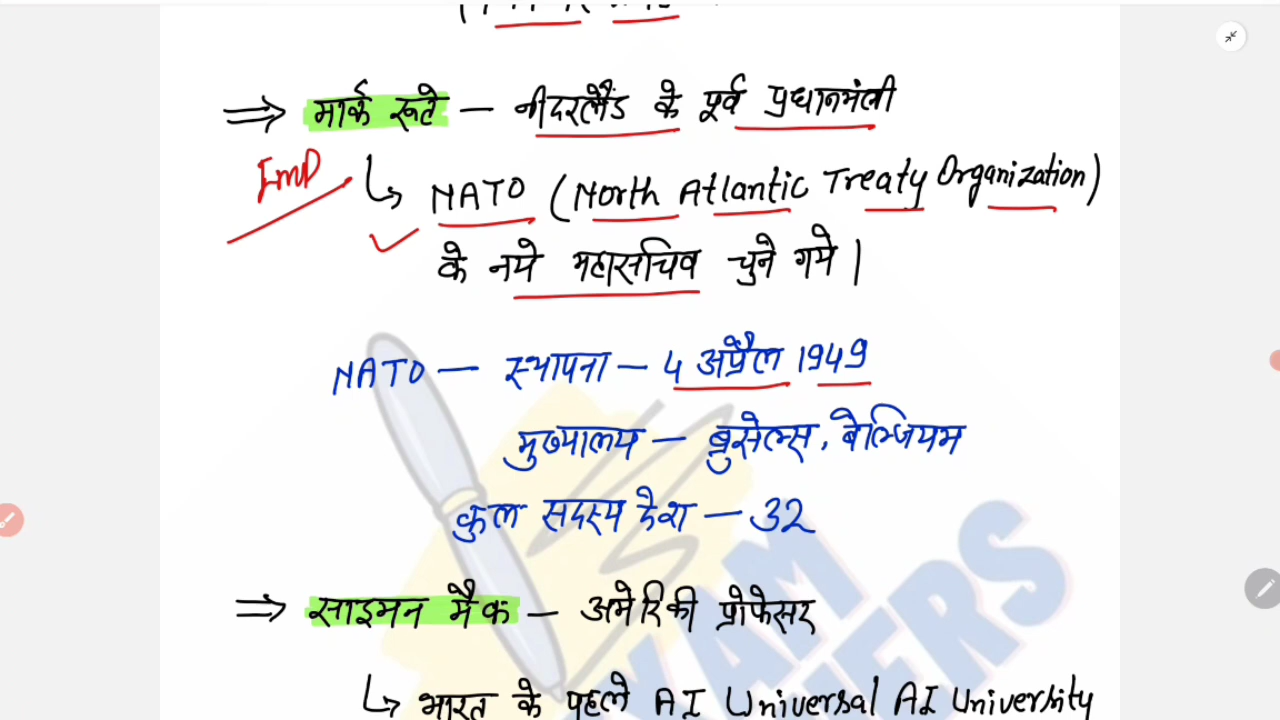 ⇒ मार्क रूटे – नीदरलैंड के पूर्व प्रधानमंत्री
Imp ↳ NATO (North Atlantic Treaty Organization)
के नये महासचिव चुने गये |
NATO – स्थापना – 4 अप्रैल 1949
मुख्यालय – ब्रुसेल्स, बेल्जियम
कुल सदस्य देश – 32
⇒ साइमन मैक – अमेरिकी प्रोफेसर
↳ भारत के पहले AI Universal AI University